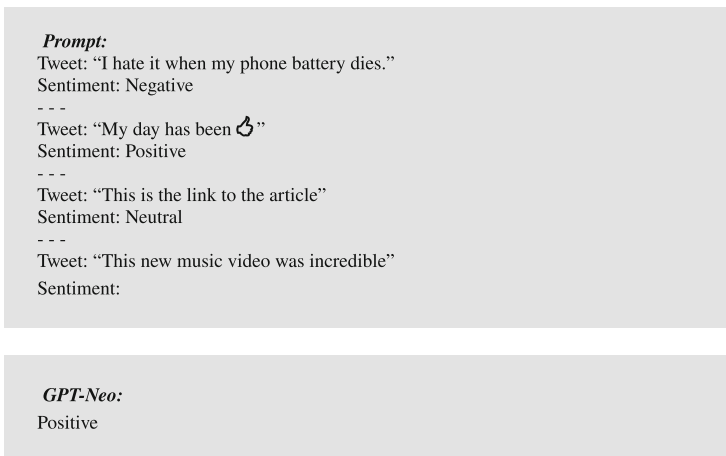 Prompt:
Tweet: “I hate it when my phone battery dies.”
Sentiment: Negative
- - -
Tweet: “My day has been 👍”
Sentiment: Positive
- - -
Tweet: “This is the link to the article”
Sentiment: Neutral
- - -
Tweet: “This new music video was incredible”
Sentiment:
GPT-Neo:
Positive